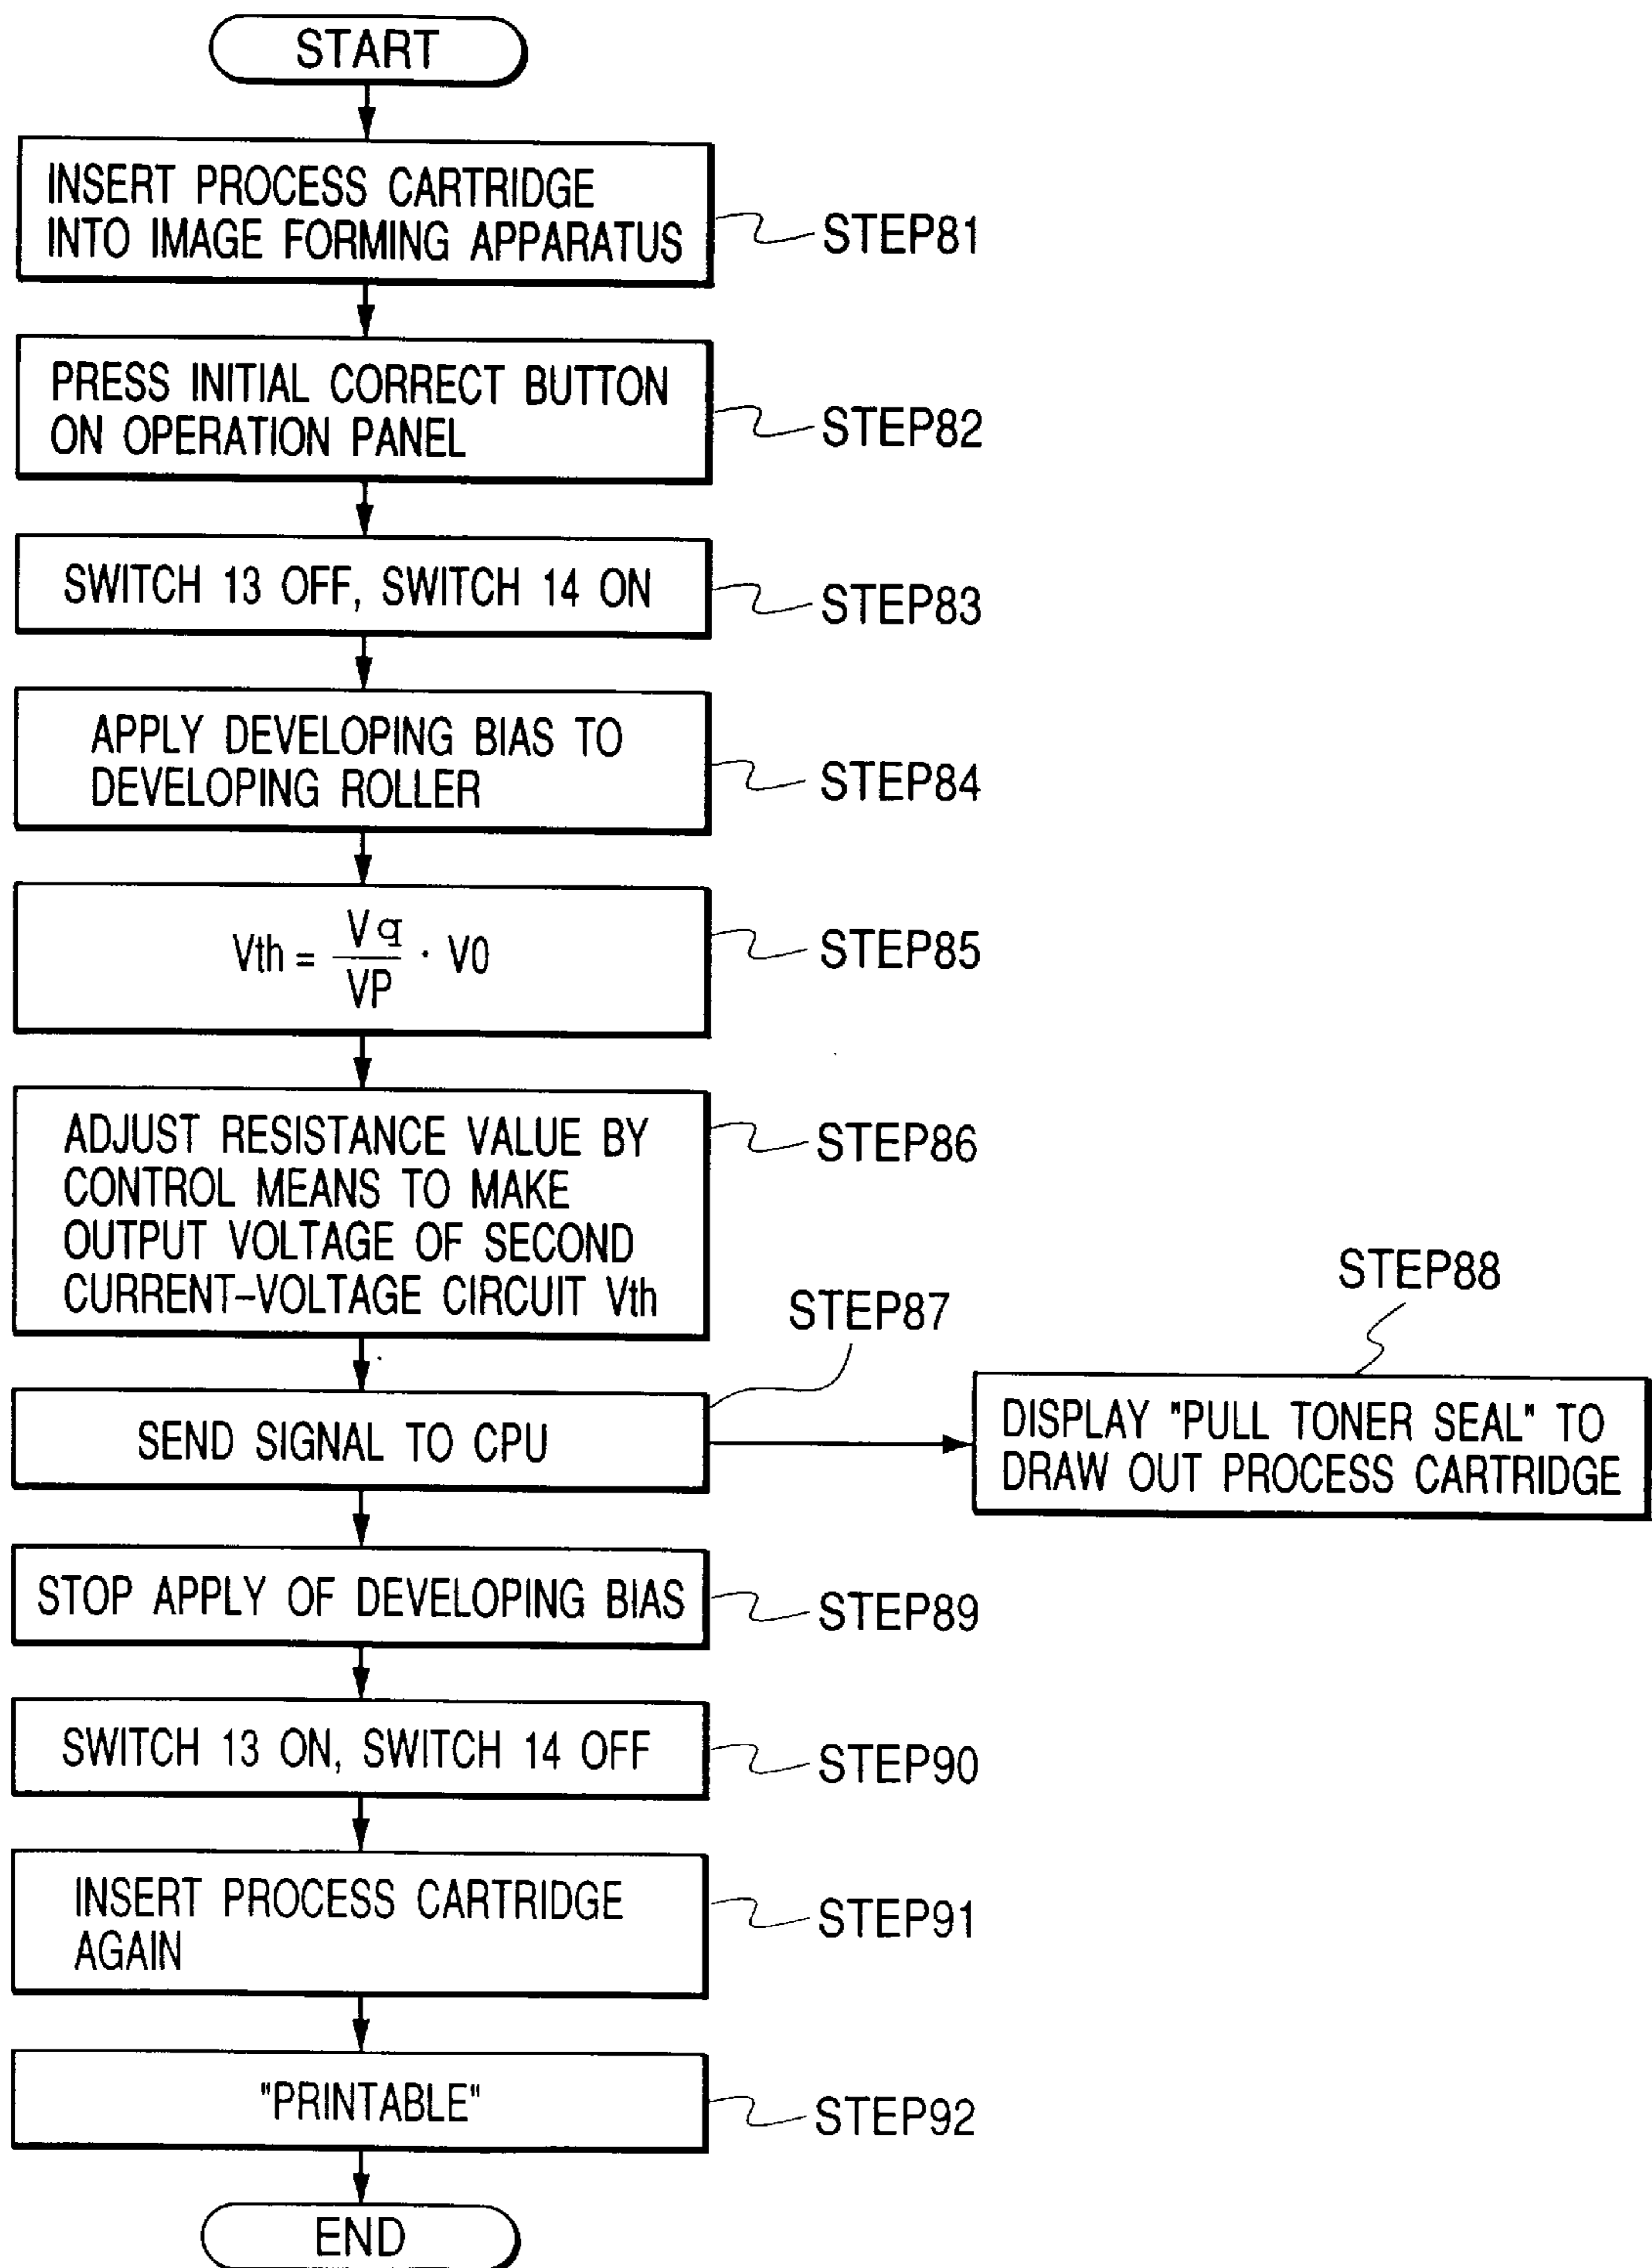 START
INSERT PROCESS CARTRIDGE
INTO IMAGE FORMING APPARATUS
STEP81
PRESS INITIAL CORRECT BUTTON
ON OPERATION PANEL
STEP82
SWITCH 13 OFF, SWITCH 14 ON
STEP83
APPLY DEVELOPING BIAS TO
DEVELOPING ROLLER
STEP84
Vth = Vq/VP · V0
STEP85
ADJUST RESISTANCE VALUE BY
CONTROL MEANS TO MAKE
OUTPUT VOLTAGE OF SECOND
CURRENT–VOLTAGE CIRCUIT Vth
STEP86
SEND SIGNAL TO CPU
STEP87
STEP88
DISPLAY "PULL TONER SEAL" TO
DRAW OUT PROCESS CARTRIDGE
STOP APPLY OF DEVELOPING BIAS
STEP89
SWITCH 13 ON, SWITCH 14 OFF
STEP90
INSERT PROCESS CARTRIDGE
AGAIN
STEP91
"PRINTABLE"
STEP92
END